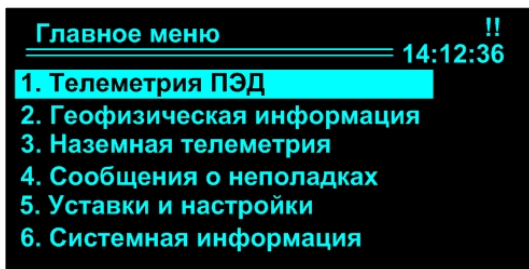 Главное меню !!
14:12:36
1. Телеметрия ПЭД
2. Геофизическая информация
3. Наземная телеметрия
4. Сообщения о неполадках
5. Уставки и настройки
6. Системная информация